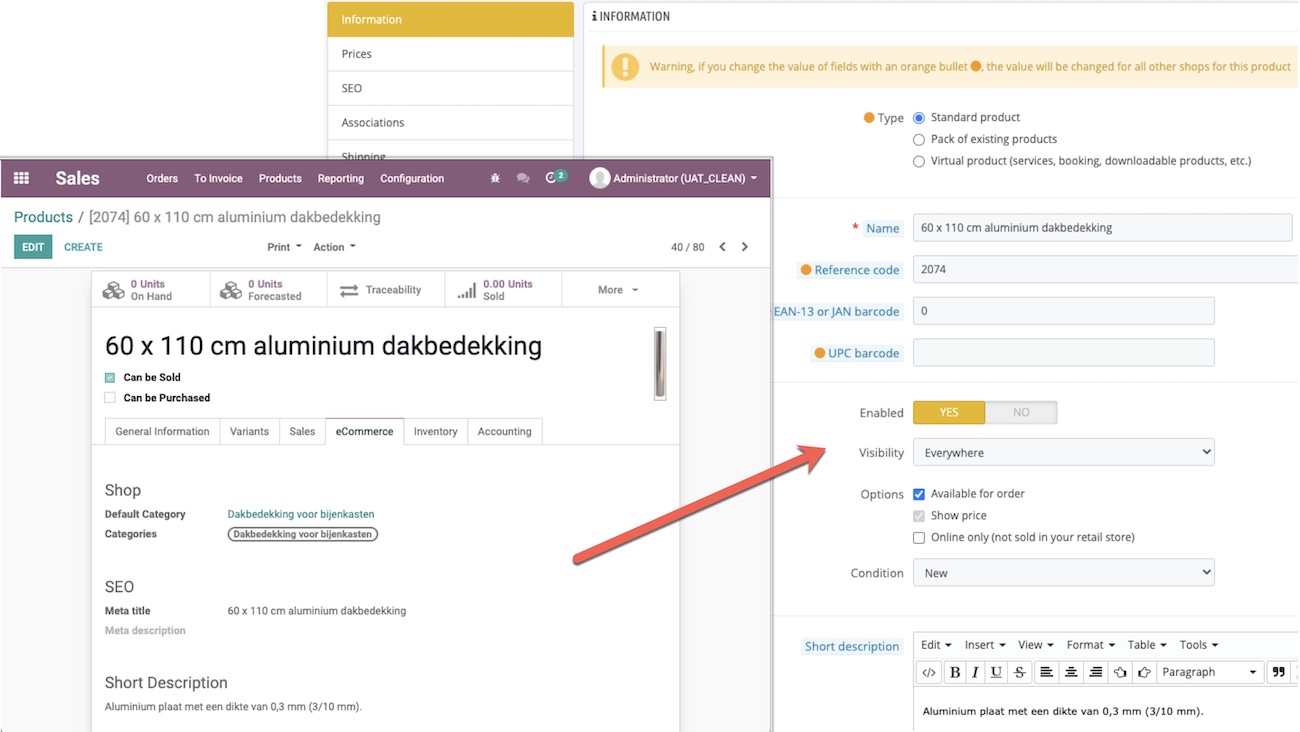 Information
Prices
SEO
Associations
Shipping
INFORMATION
Warning, if you change the value of fields with an orange bullet , the value will be changed for all other shops for this product
Type Standard product
Pack of existing products
Virtual product (services, booking, downloadable products, etc.)
* Name 60 x 110 cm aluminium dakbedekking
Reference code 2074
EAN-13 or JAN barcode 0
UPC barcode
Enabled YES NO
Visibility Everywhere
Options Available for order
Show price
Online only (not sold in your retail store)
Condition New
Short description Edit Insert View Format Table Tools
</> B I U S Paragraph
Aluminium plaat met een dikte van 0,3 mm (3/10 mm).
Sales Orders To Invoice Products Reporting Configuration 2 Administrator (UAT_CLEAN)
Products / [2074] 60 x 110 cm aluminium dakbedekking
EDIT CREATE Print Action 40 / 80
0 Units
On Hand
0 Units
Forecasted
Traceability
0.00 Units
Sold
More
60 x 110 cm aluminium dakbedekking
Can be Sold
Can be Purchased
General Information Variants Sales eCommerce Inventory Accounting
Shop
Default Category Dakbedekking voor bijenkasten
Categories Dakbedekking voor bijenkasten
SEO
Meta title 60 x 110 cm aluminium dakbedekking
Meta description
Short Description
Aluminium plaat met een dikte van 0,3 mm (3/10 mm).